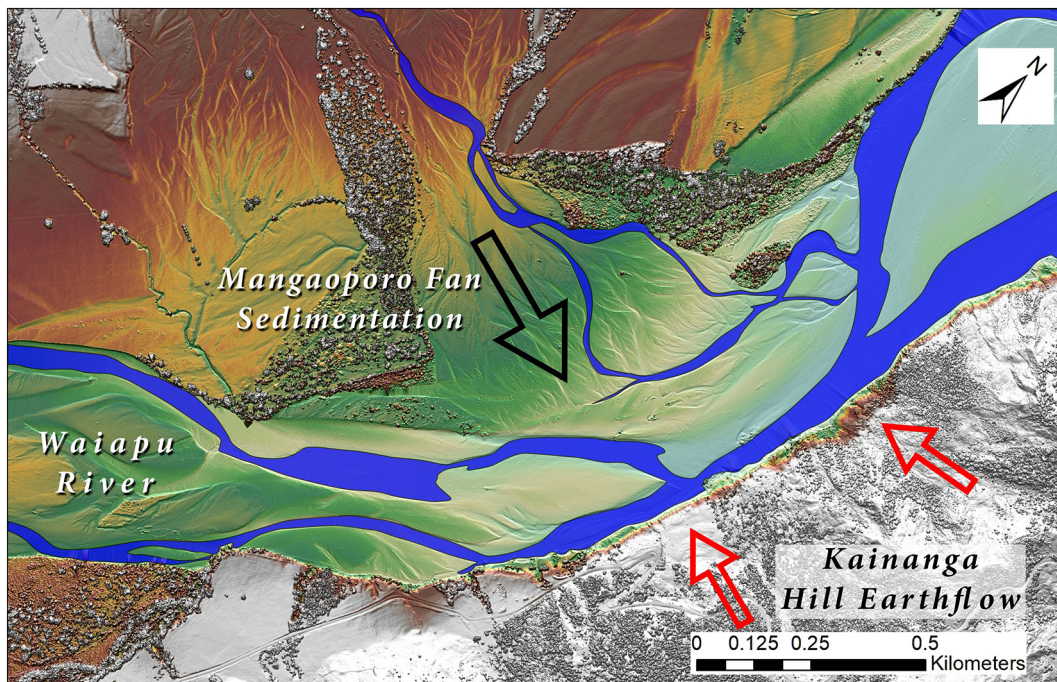 N
Mangaoporo Fan
Sedimentation
Waiapu
River
Kainanga
Hill Earthflow
0 0.125 0.25 0.5
Kilometers